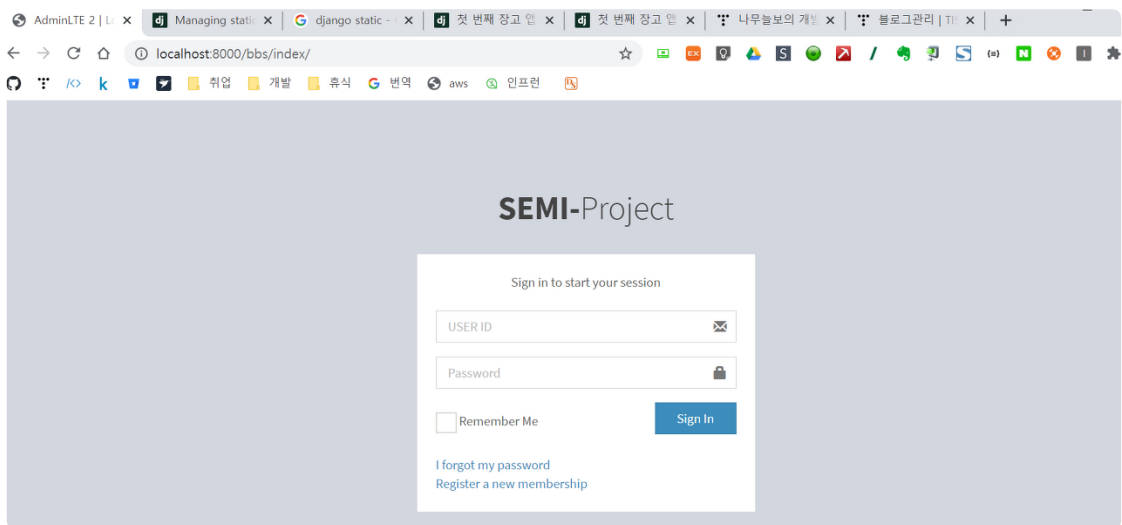 AdminLTE 2 | Lo
Managing static
django static -
첫 번째 장고 앱
첫 번째 장고 앱
나무늘보의 개발
블로그관리 | TIS
localhost:8000/bbs/index/
취업
개발
휴식
번역
aws
인프런
SEMI-Project
Sign in to start your session
USER ID
Password
Remember Me
Sign In
I forgot my password
Register a new membership